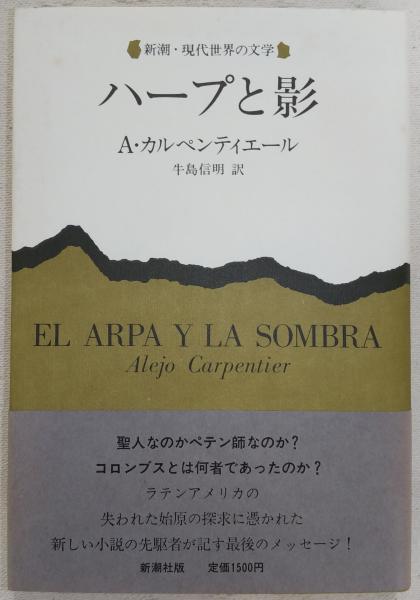 新潮・現代世界の文学
ハープと影
A・カルペンティエール
牛島信明 訳
EL ARPA Y LA SOMBRA
Alejo Carpentier
聖人なのかペテン師なのか?
コロンブスとは何者であったのか?
ラテンアメリカの
失われた始原の探求に憑かれた
新しい小説の先駆者が記す最後のメッセージ!
新潮社版 定価1500円